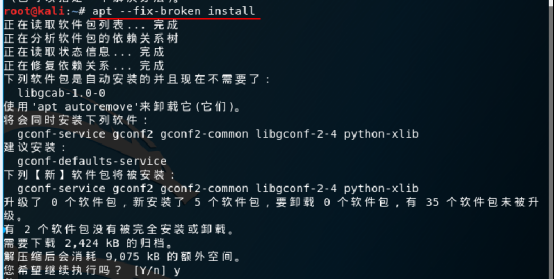 root@kali:~# apt --fix-broken install
正在读取软件包列表... 完成
正在分析软件包的依赖关系树
正在读取状态信息... 完成
正在修复依赖关系... 完成
下列软件包是自动安装的并且现在不需要了：
libgcab-1.0-0
使用'apt autoremove'来卸载它(它们)。
将会同时安装下列软件：
gconf-service gconf2 gconf2-common libgconf-2-4 python-xlib
建议安装：
gconf-defaults-service
下列【新】软件包将被安装：
gconf-service gconf2 gconf2-common libgconf-2-4 python-xlib
升级了 0 个软件包，新安装了 5 个软件包，要卸载 0 个软件包，有 35 个软件包未被升
级。
有 2 个软件包没有被完全安装或卸载。
需要下载 2,424 kB 的归档。
解压缩后会消耗 9,075 kB 的额外空间。
您希望继续执行吗？ [Y/n] y